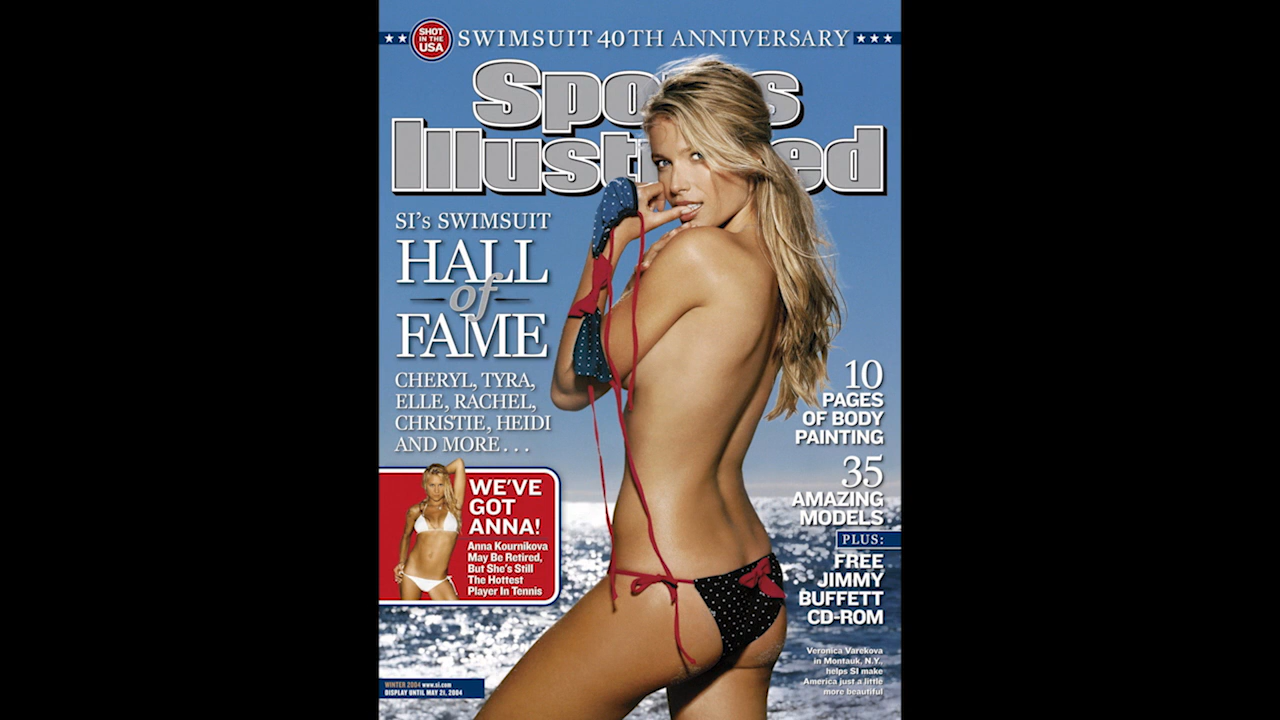 SHOT
IN THE
USA
SWIMSUIT 40TH ANNIVERSARY
Sports
Illustrated
SI's SWIMSUIT
HALL
of
FAME
CHERYL, TYRA,
ELLE, RACHEL,
CHRISTIE, HEIDI
AND MORE...
WE'VE
GOT
ANNA!
Anna Kournikova
May Be Retired,
But She's Still
The Hottest
Player In Tennis
10
PAGES
OF BODY
PAINTING
35
AMAZING
MODELS
PLUS:
FREE
JIMMY
BUFFETT
CD-ROM
Veronica Varekova
in Montauk, N.Y.,
helps SI make
America just a little
more beautiful
WINTER 2004 www.si.com
DISPLAY UNTIL MAY 21, 2004